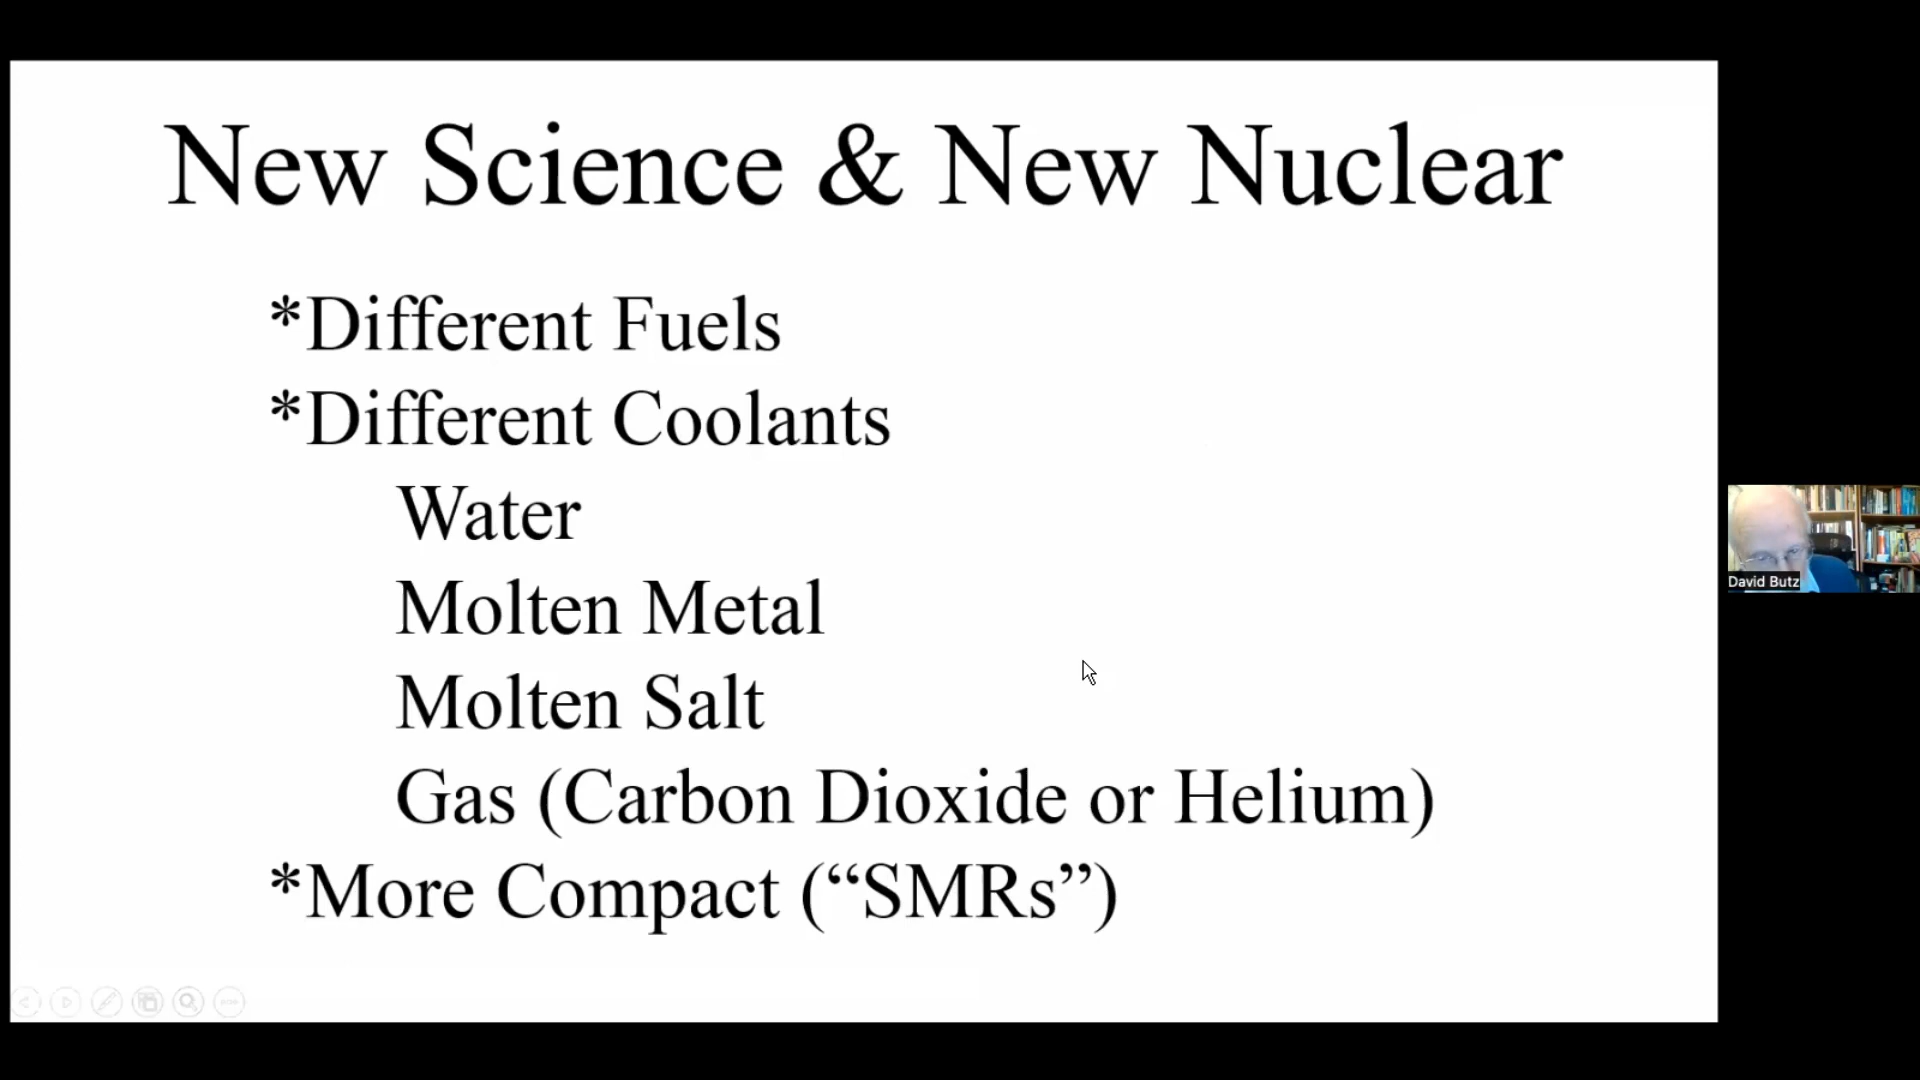 New Science & New Nuclear
*Different Fuels
*Different Coolants
Water
Molten Metal
Molten Salt
Gas (Carbon Dioxide or Helium)
*More Compact (“SMRs”)
David Butz